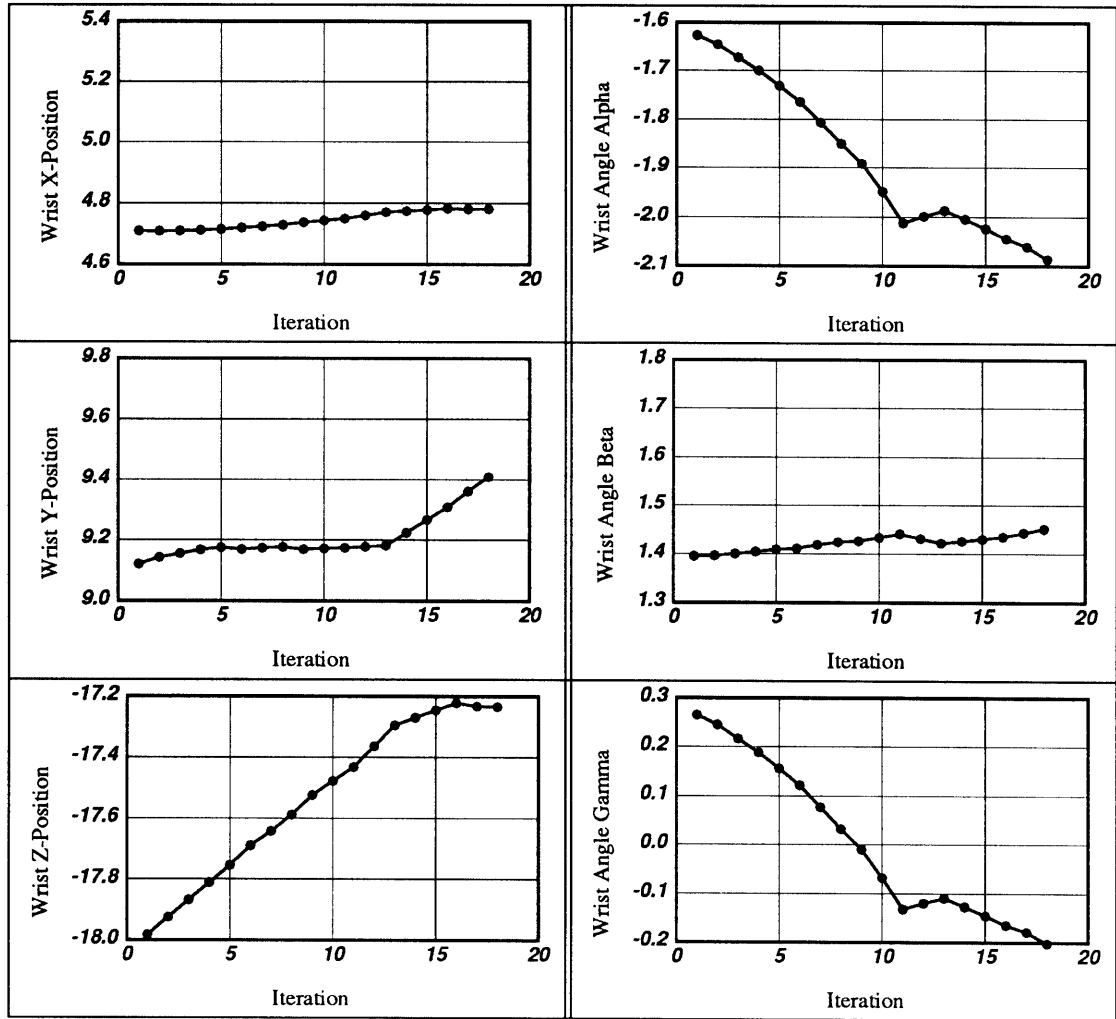 Wrist X-Position
5.4
5.2
5.0
4.8
4.6
0 5 10 15 20
Iteration
Wrist Angle Alpha
-1.6
-1.7
-1.8
-1.9
-2.0
-2.1
0 5 10 15 20
Iteration
Wrist Y-Position
9.8
9.6
9.4
9.2
9.0
0 5 10 15 20
Iteration
Wrist Angle Beta
1.8
1.7
1.6
1.5
1.4
1.3
0 5 10 15 20
Iteration
Wrist Z-Position
-17.2
-17.4
-17.6
-17.8
-18.0
0 5 10 15 20
Iteration
Wrist Angle Gamma
0.3
0.2
0.1
0.0
-0.1
-0.2
0 5 10 15 20
Iteration